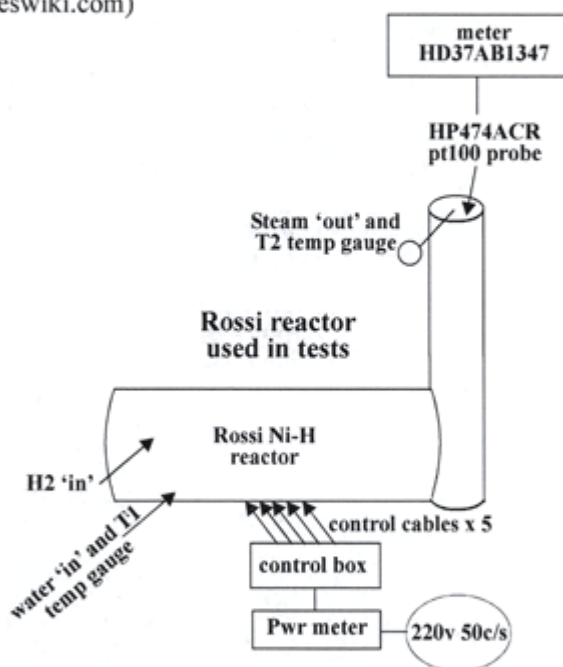 eswiki.com)
meter
HD37AB1347
HP474ACR
pt100 probe
Steam 'out' and
T2 temp gauge
Rossi reactor
used in tests
Rossi Ni-H
reactor
H2 'in'
water 'in' and T1
temp gauge
control cables x 5
control box
Pwr meter
220v 50c/s